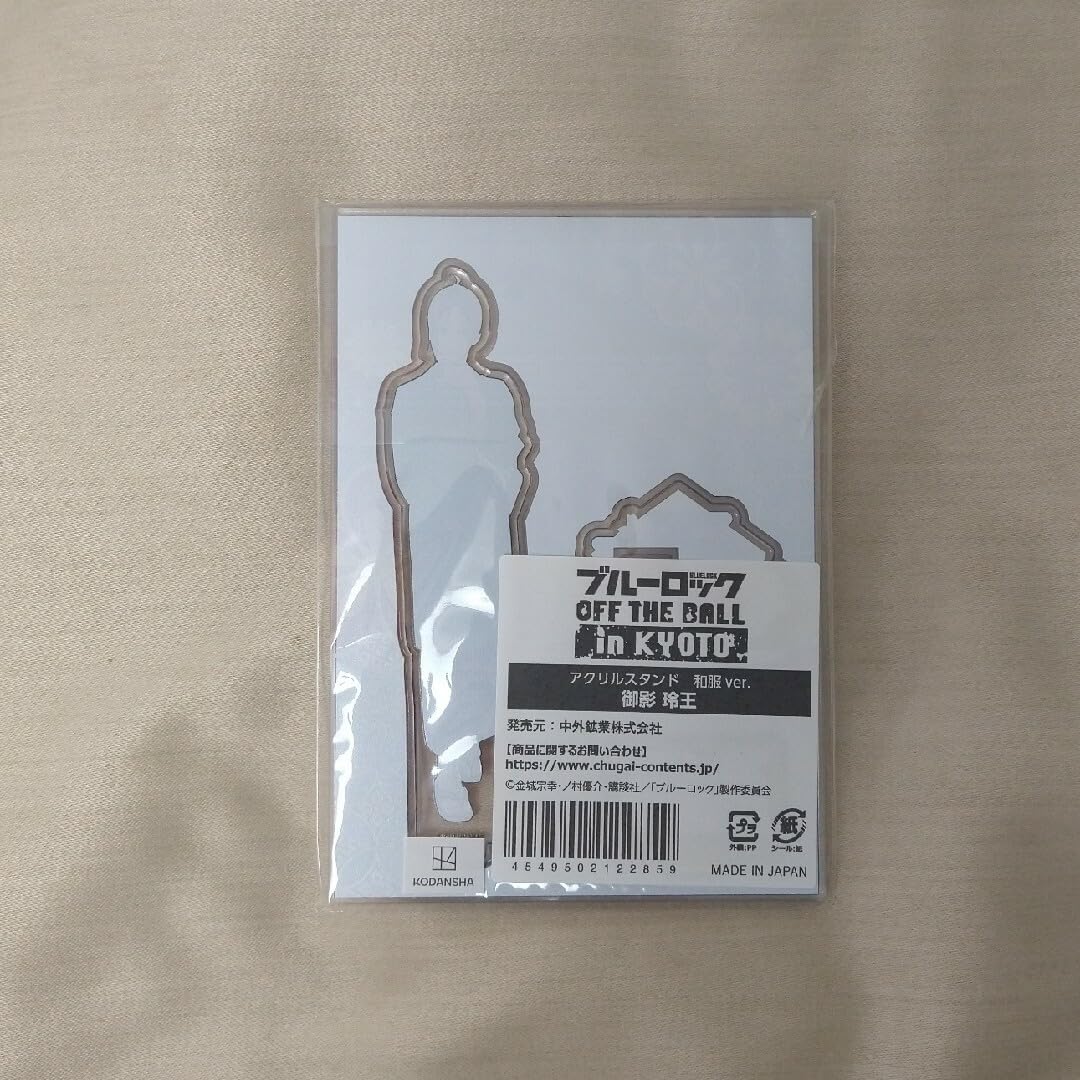 ブルーロック
OFF THE BALL
in KYOTO
アクリルスタンド 和服 ver.
御影 玲王
発売元：中外鉱業株式会社
【商品に関するお問い合わせ】
https://www.chugai-contents.jp/
©金城宗幸・ノ村優介・講談社／「ブルーロック」製作委員会
プラ
外装:PP
紙
シール:紙
4549502122859
MADE IN JAPAN
KODANSHA